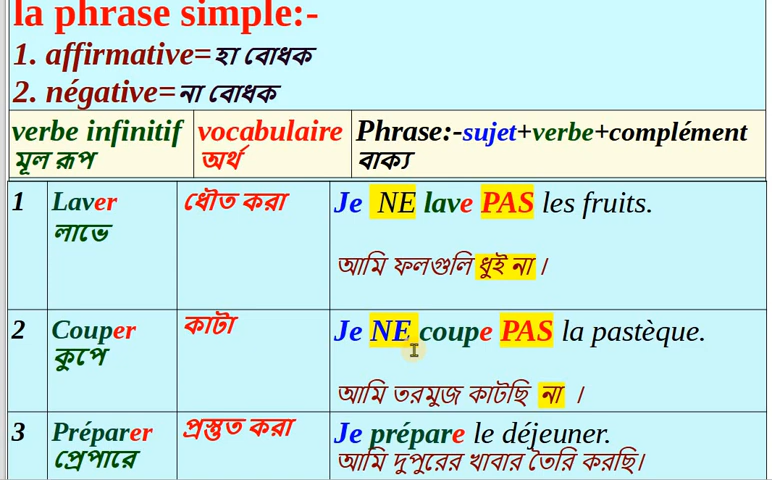 la phrase simple:-
1. affirmative=হা বোধক
2. négative=না বোধক
verbe infinitif
মূল রূপ
vocabulaire
অর্থ
Phrase:-sujet+verbe+complément
বাক্য
1
Laver
লাভে
ধৌত করা
Je NE lave PAS les fruits.
আমি ফলগুলি ধুই না।
2
Couper
কুপে
কাটা
Je NE coupe PAS la pastèque.
আমি তরমুজ কাটছি না ।
3
Préparer
প্রেপারে
প্রস্তুত করা
Je prépare le déjeuner.
আমি দুপুরের খাবার তৈরি করছি।